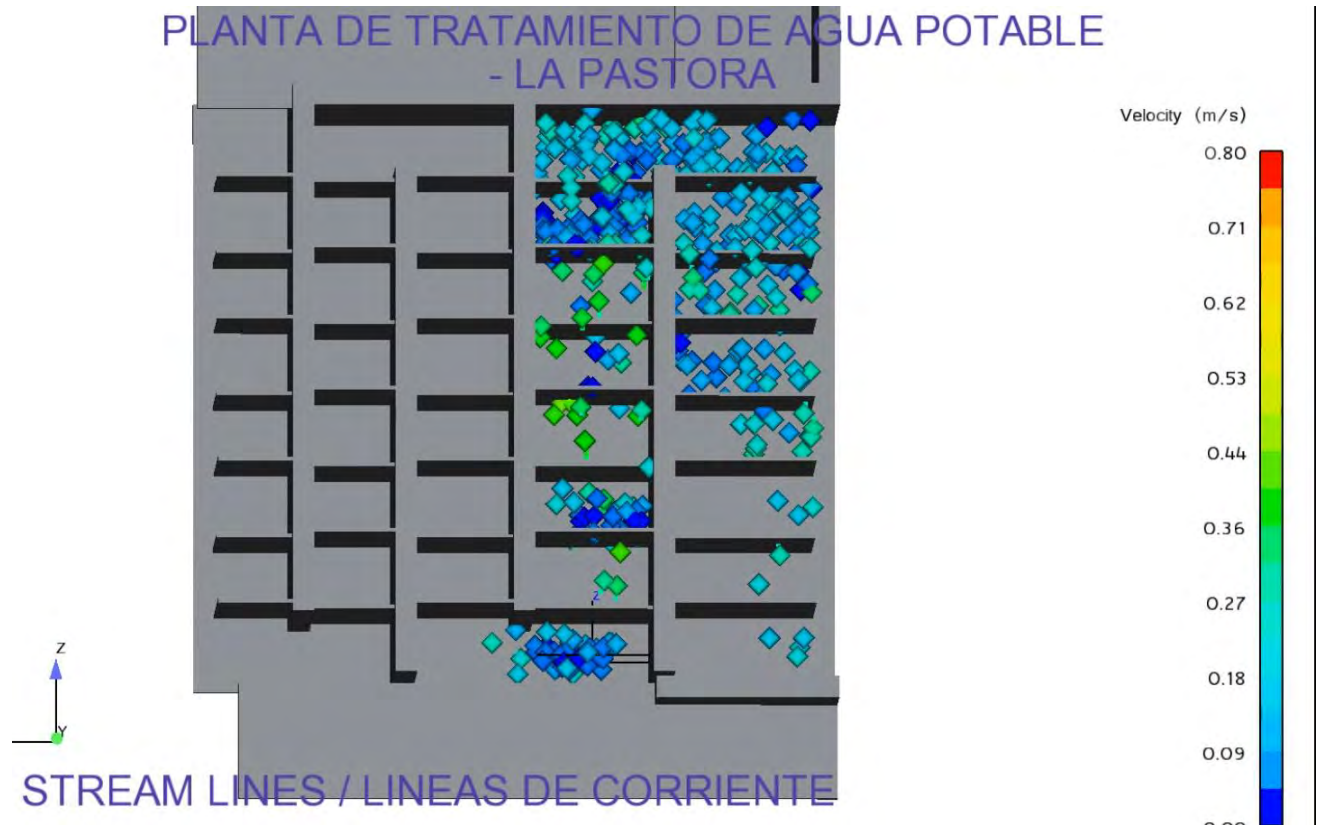 PLANTA DE TRATAMIENTO DE AGUA POTABLE
- LA PASTORA
Velocity (m/s)
0.80
0.71
0.62
0.53
0.44
0.36
0.27
0.18
0.09
Z
Z
Y
STREAM LINES / LINEAS DE CORRIENTE